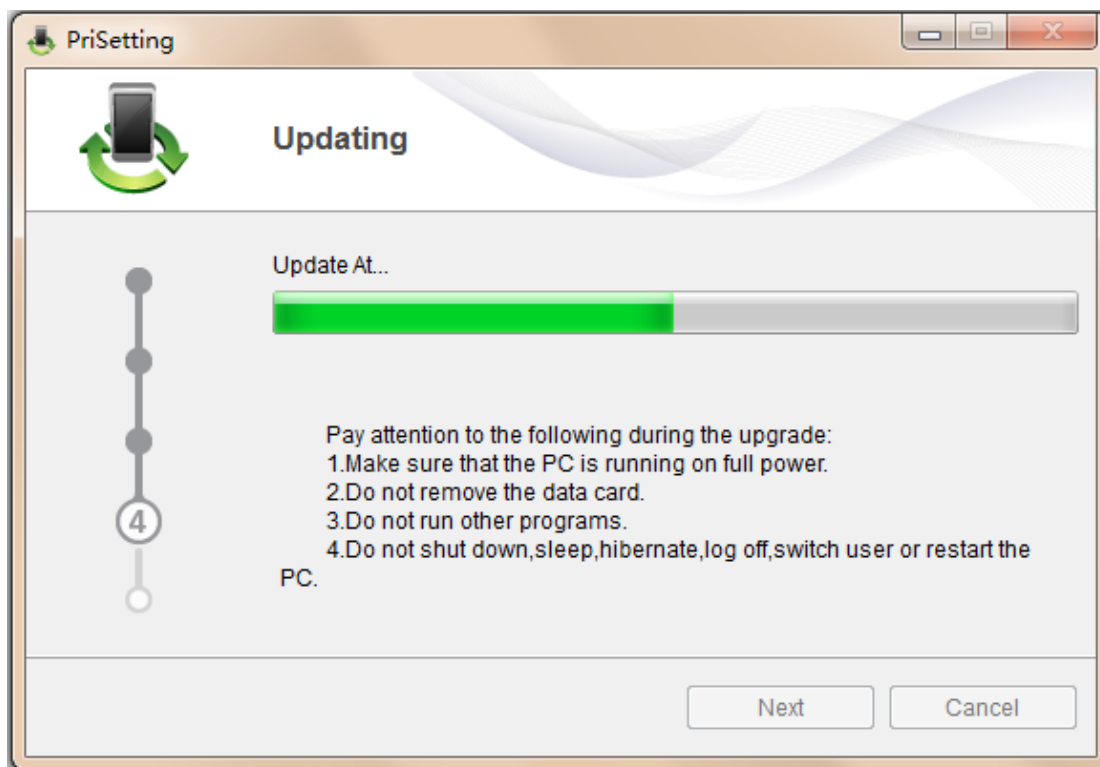 PriSetting
Updating
Update At...
Pay attention to the following during the upgrade:
1.Make sure that the PC is running on full power.
2.Do not remove the data card.
3.Do not run other programs.
4.Do not shut down,sleep,hibernate,log off,switch user or restart the
PC.
4
Next
Cancel